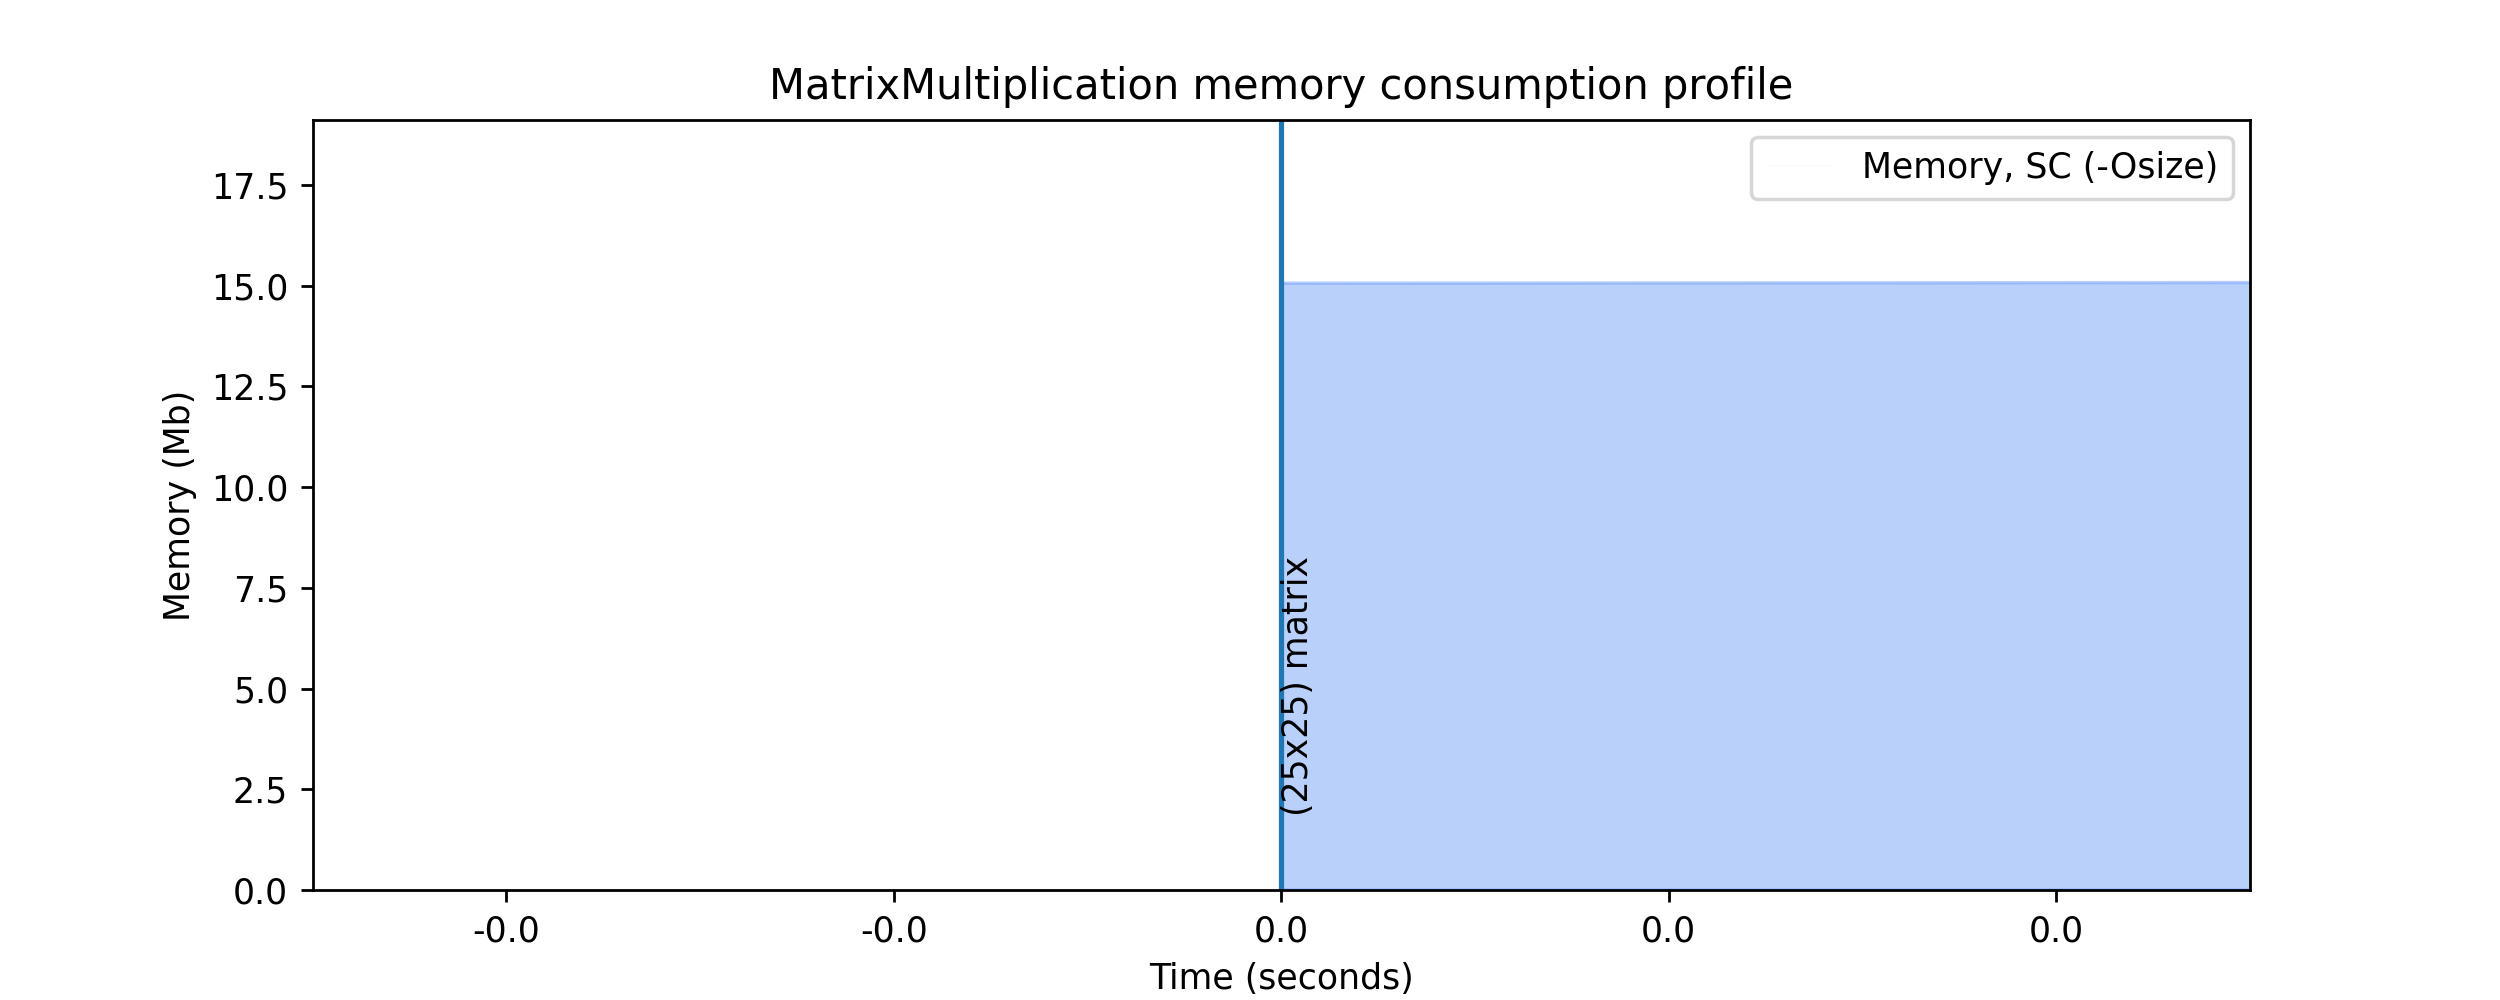 MatrixMultiplication memory consumption profile
Memory, SC (-Osize)
17.5
15.0
12.5
10.0
7.5
5.0
2.5
0.0
Memory (Mb)
(25x25) matrix
-0.0 -0.0 0.0 0.0 0.0
Time (seconds)